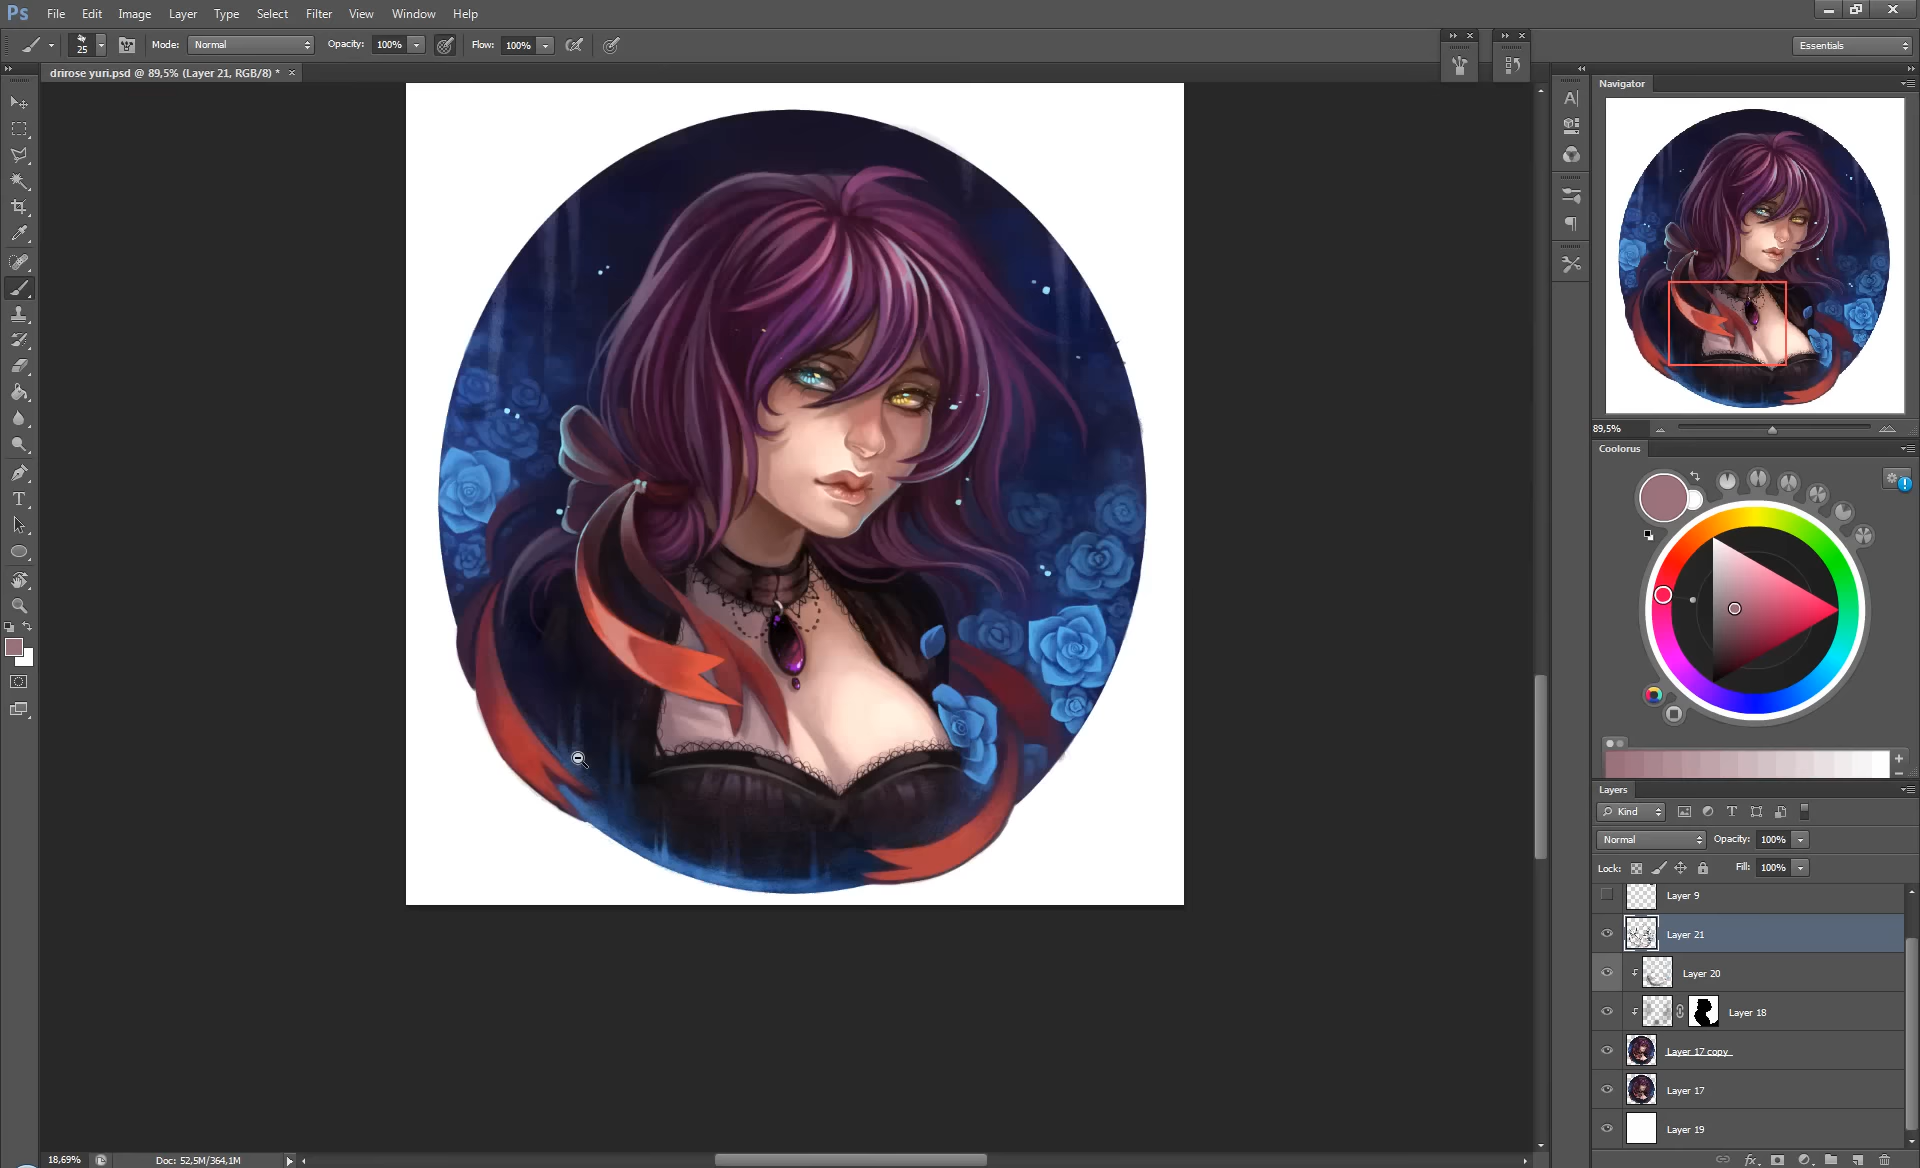 Ps File Edit Image Layer Type Select Filter View Window Help
25 Mode: Normal Opacity: 100% Flow: 100% Essentials
drirose yuri.psd @ 89,5% (Layer 21, RGB/8) *
Navigator
89,5%
Coolorus
Layers
Kind
Normal Opacity: 100%
Lock: Fill: 100%
Layer 9
Layer 21
Layer 20
Layer 18
Layer 17 copy
Layer 17
Layer 19
18,69% Doc: 52,5M/364,1M